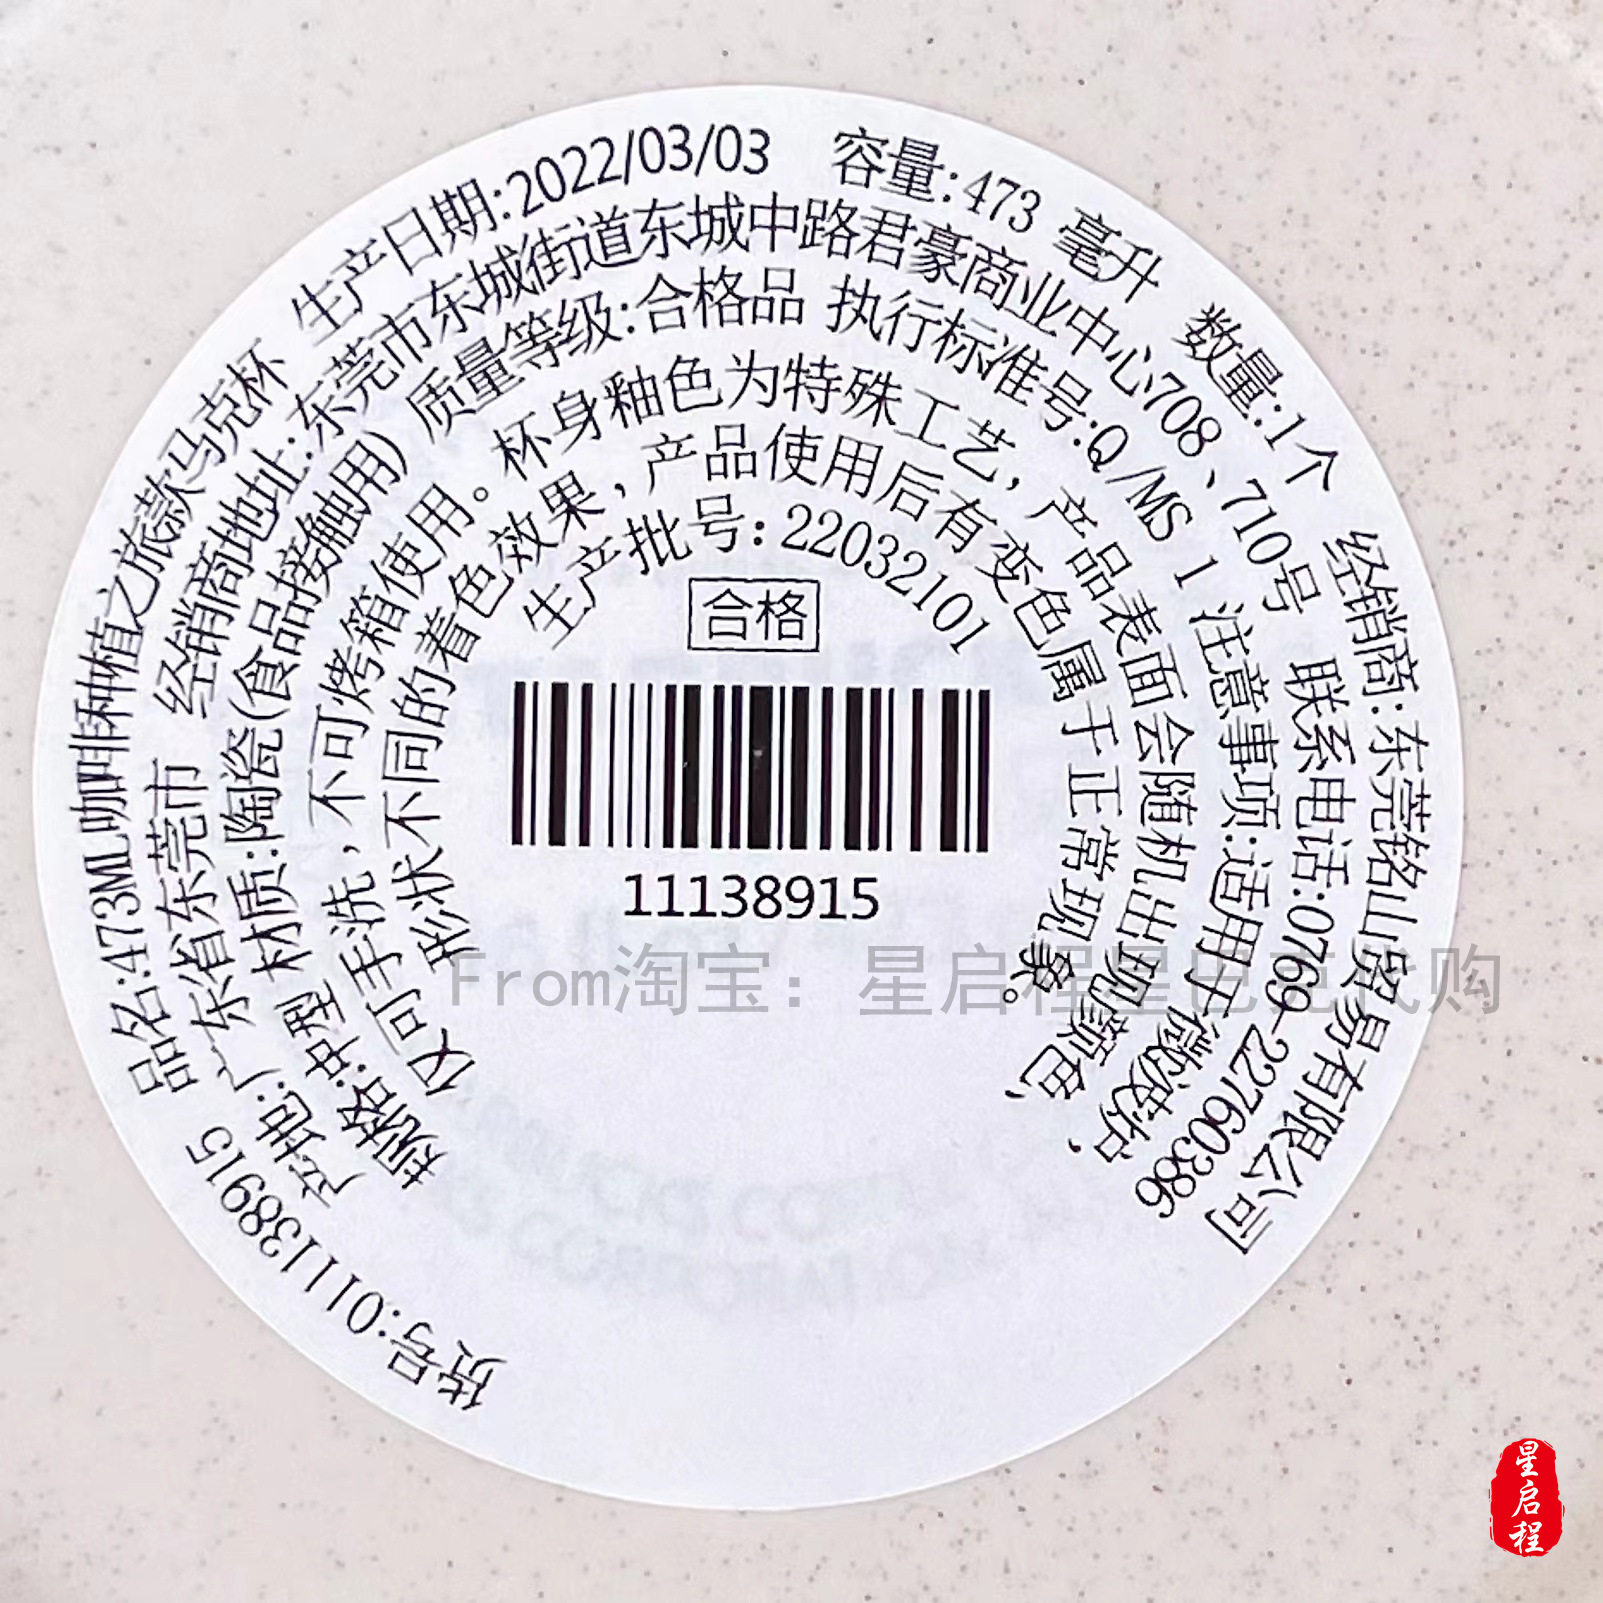 货号:011138915 品名:473ML咖啡种植之旅款马克杯 生产日期:2022/03/03 容量:473 毫升 数量:1个 经销商:东莞铭山贸易有限公司
产地:广东省东莞市 经销商地址:东莞市东城街道东城中路君豪商业中心708、710号 联系电话:0769-22760386
规格:中型 材质:陶瓷(食品接触用) 质量等级:合格品 执行标准号:Q/MS 1 注意事项:适用于微波炉,
仅可手洗,不可烤箱使用。杯身釉色为特殊工艺,产品表面会随机出现颜色,
形状不同的着色效果,产品使用后有变色属于正常现象。
生产批号:22032101
合格
11138915
From淘宝:星启程星巴克代购
星启程